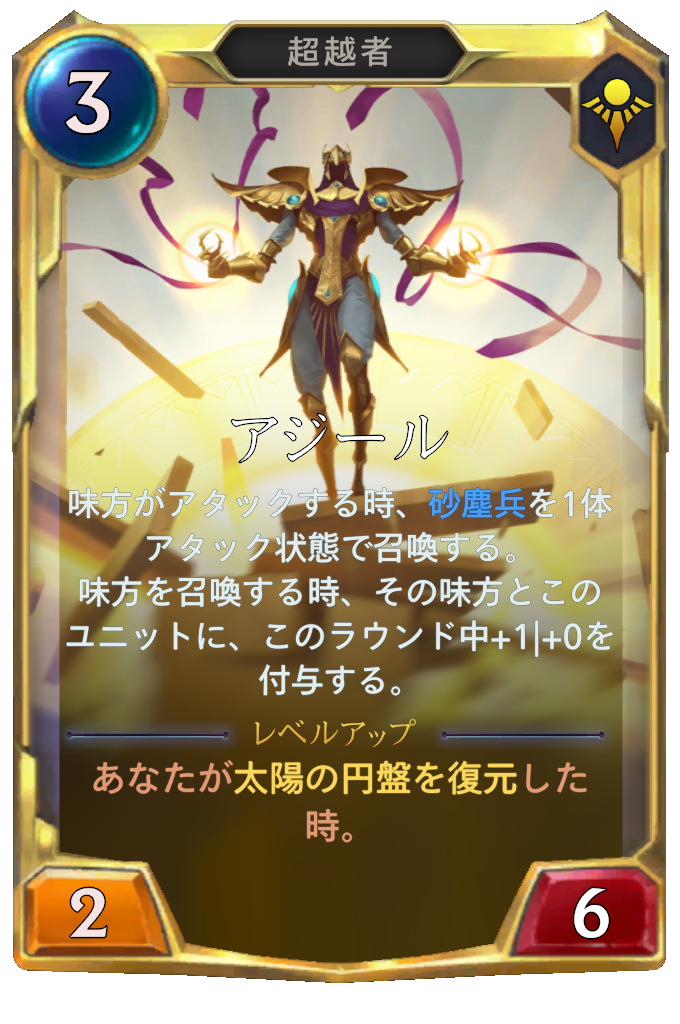 超越者
3
アジール
味方がアタックする時、砂塵兵を1体
アタック状態で召喚する。
味方を召喚する時、その味方とこの
ユニットに、このラウンド中+1|+0を
付与する。
レベルアップ
あなたが太陽の円盤を復元した
時。
2
6